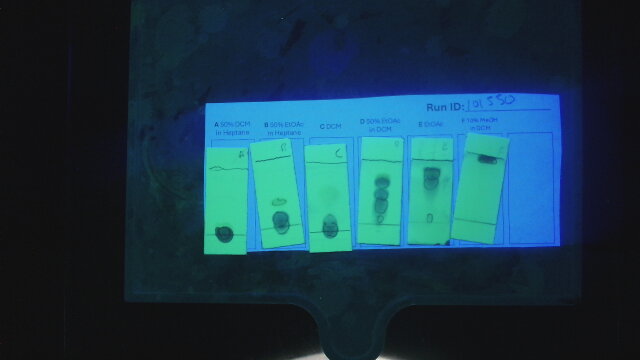 Run ID: 101550
A 50% DCM
in Heptane
B 50% EtOAc
in Heptane
C DCM
D 50% EtOAc
in DCM
E EtOAc
F 10% MeOH
in DCM
A
B
C
D
E